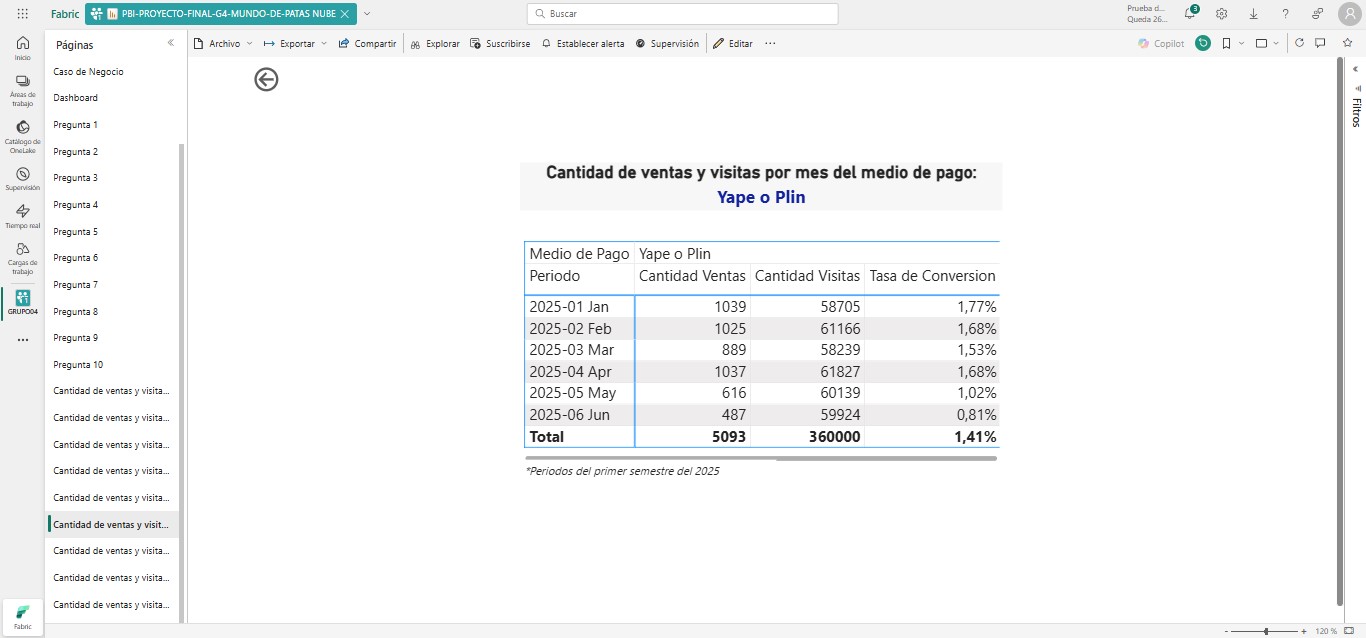 Fabric
PBI-PROYECTO-FINAL-G4-MUNDO-DE-PATAS NUBE
Buscar
Prueba d...
Queda 26...
3
Inicio
Áreas de trabajo
Catálogo de OneLake
Supervisión
Tiempo real
Cargas de trabajo
GRUPO04
Fabric
Páginas
Caso de Negocio
Dashboard
Pregunta 1
Pregunta 2
Pregunta 3
Pregunta 4
Pregunta 5
Pregunta 6
Pregunta 7
Pregunta 8
Pregunta 9
Pregunta 10
Cantidad de ventas y visita...
Cantidad de ventas y visita...
Cantidad de ventas y visita...
Cantidad de ventas y visita...
Cantidad de ventas y visita...
Cantidad de ventas y visit...
Cantidad de ventas y visita...
Cantidad de ventas y visita...
Cantidad de ventas y visita...
Archivo Exportar Compartir Explorar Suscribirse Establecer alerta Supervisión Editar ...
Copilot
Filtros
Cantidad de ventas y visitas por mes del medio de pago:
Yape o Plin
Medio de Pago Yape o Plin
Periodo Cantidad Ventas Cantidad Visitas Tasa de Conversion
2025-01 Jan 1039 58705 1,77%
2025-02 Feb 1025 61166 1,68%
2025-03 Mar 889 58239 1,53%
2025-04 Apr 1037 61827 1,68%
2025-05 May 616 60139 1,02%
2025-06 Jun 487 59924 0,81%
Total 5093 360000 1,41%
*Periodos del primer semestre del 2025
- + 120 %